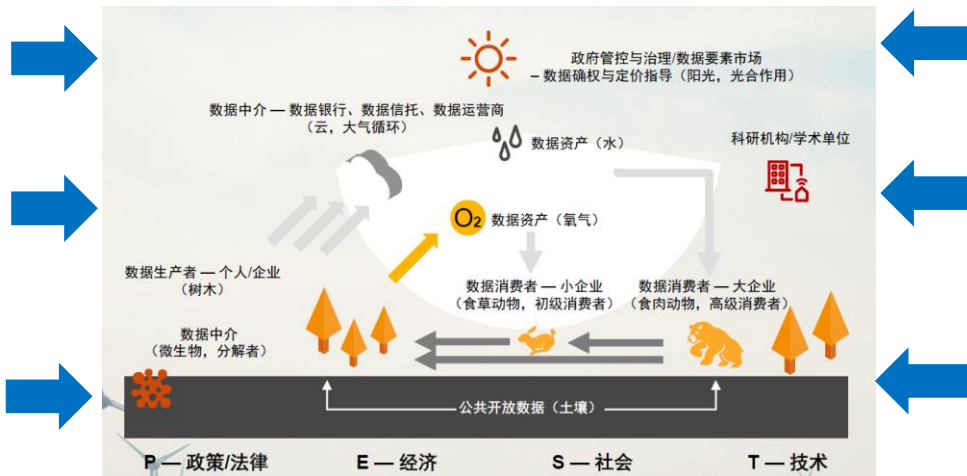 政府管控与治理/数据要素市场
– 数据确权与定价指导（阳光，光合作用）
数据中介 — 数据银行、数据信托、数据运营商
（云，大气循环）
数据资产（水）
科研机构/学术单位
O₂
数据资产（氧气）
数据生产者 — 个人/企业
（树木）
数据消费者 — 小企业
（食草动物，初级消费者）
数据消费者 — 大企业
（食肉动物，高级消费者）
数据中介
（微生物，分解者）
公共开放数据（土壤）
P — 政策/法律
E — 经济
S — 社会
T — 技术